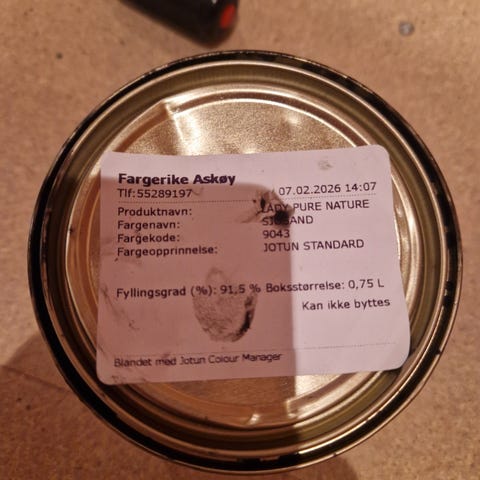 Fargerike Askøy
Tlf:55289197 07.02.2026 14:07
Produktnavn: LADY PURE NATURE
Fargenavn:
Fargekode: 9043
Fargeopprinnelse: JOTUN STANDARD
Fyllingsgrad (%): 91,5 % Boksstørrelse: 0,75 L
Kan ikke byttes
Blandet med Jotun Colour Manager